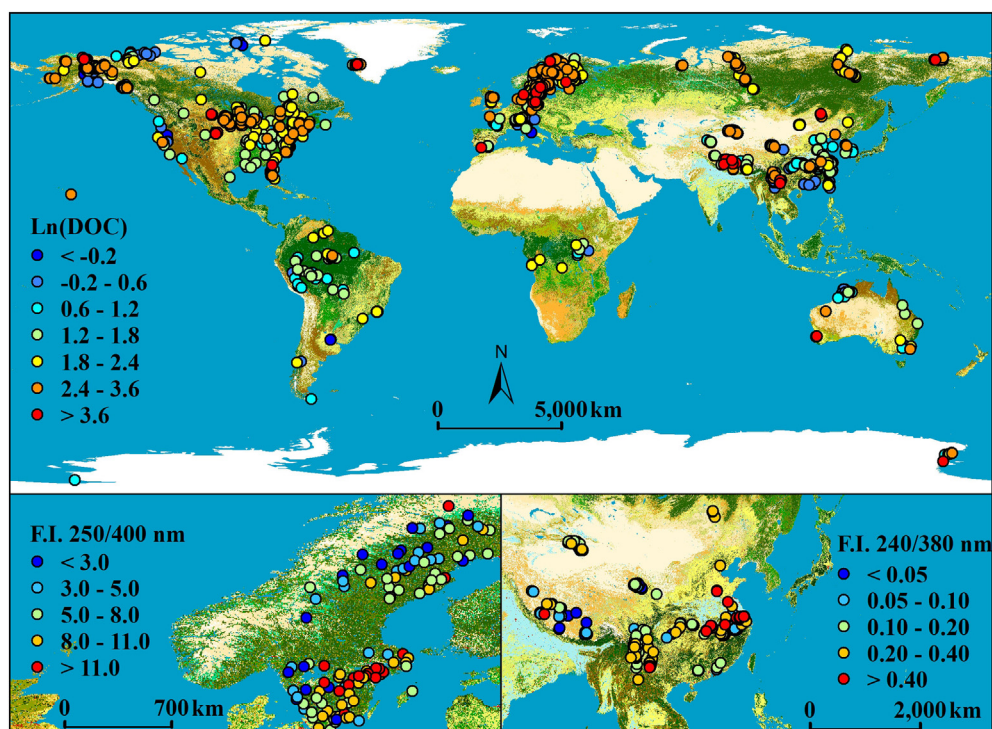 Ln(DOC)
< -0.2
-0.2 - 0.6
0.6 - 1.2
1.2 - 1.8
1.8 - 2.4
2.4 - 3.6
> 3.6
N
0 5,000 km
F.I. 250/400 nm
< 3.0
3.0 - 5.0
5.0 - 8.0
8.0 - 11.0
> 11.0
0 700 km
F.I. 240/380 nm
< 0.05
0.05 - 0.10
0.10 - 0.20
0.20 - 0.40
> 0.40
0 2,000 km